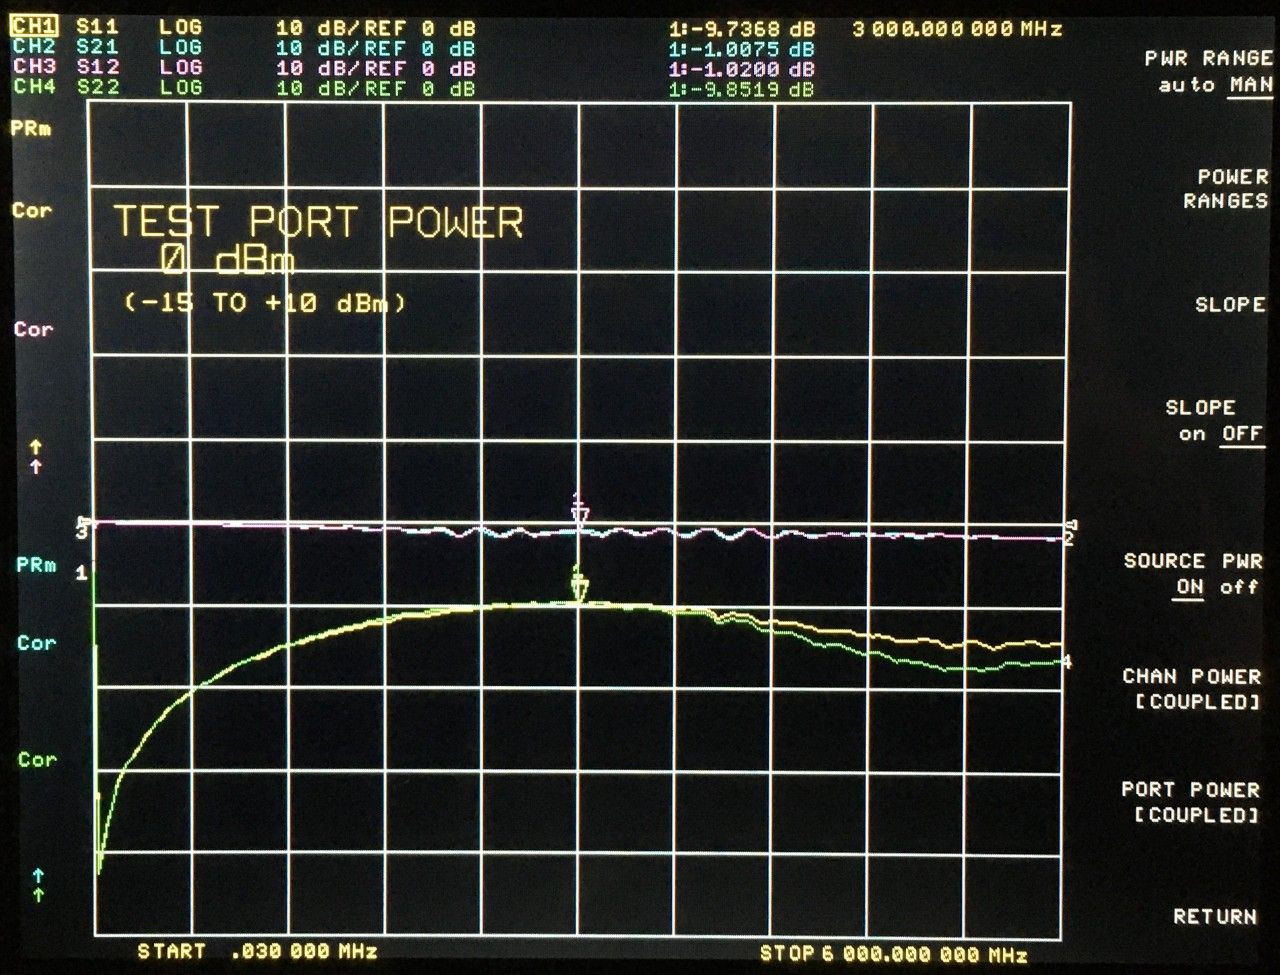 CH1 S11 LOG 10 dB/REF 0 dB 1:-9.7368 dB 3 000.000 000 MHz
CH2 S21 LOG 10 dB/REF 0 dB 1:-1.0075 dB
CH3 S12 LOG 10 dB/REF 0 dB 1:-1.0200 dB
CH4 S22 LOG 10 dB/REF 0 dB 1:-9.8519 dB
PWR RANGE
auto MAN
PRm
POWER
RANGES
Cor
TEST PORT POWER
0 dBm
(-15 TO +10 dBm)
SLOPE
Cor
SLOPE
on OFF
↑
↑
3
2
PRm
1
SOURCE PWR
ON off
Cor
4
CHAN POWER
[COUPLED]
Cor
PORT POWER
[COUPLED]
↑
↑
RETURN
START .030 000 MHz
STOP 6 000.000 000 MHz